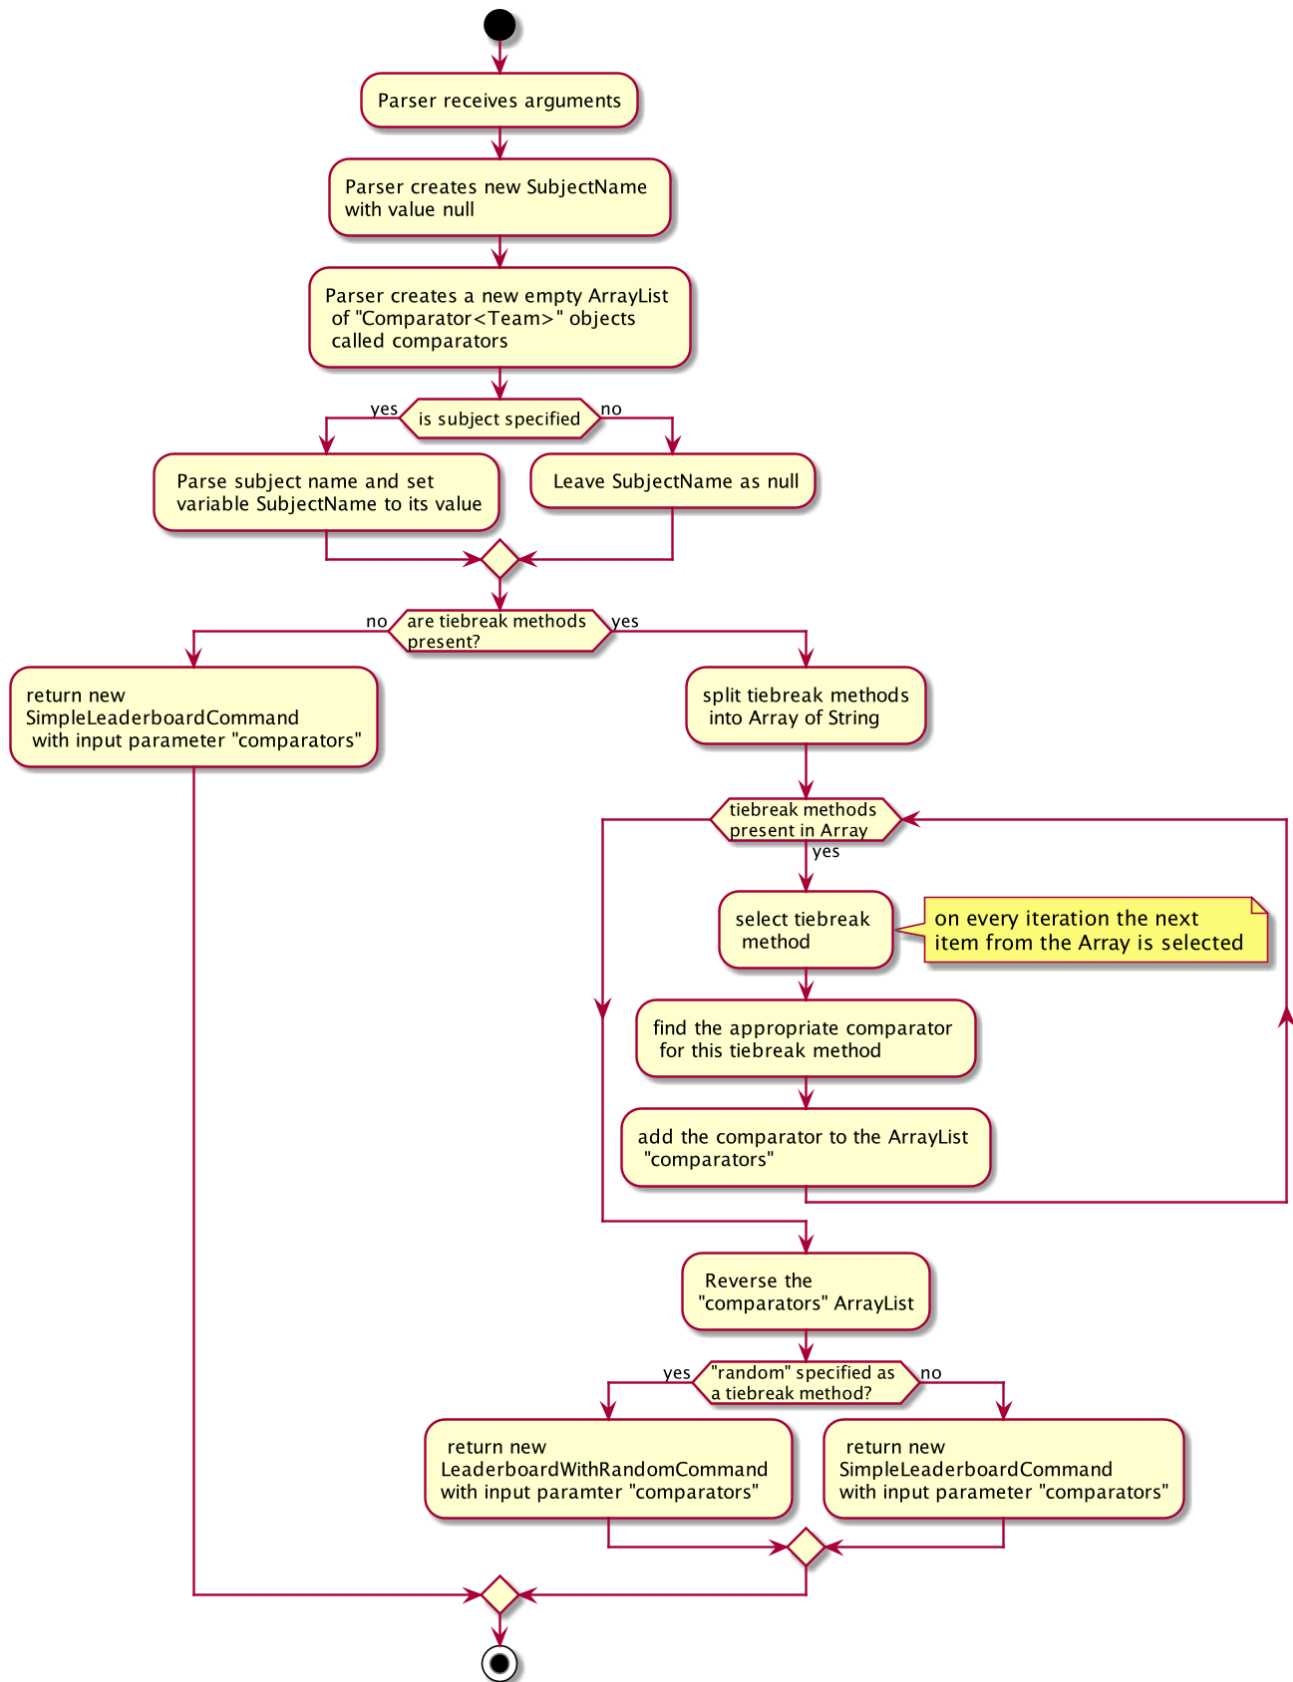 Parser receives arguments
Parser creates new SubjectName
with value null
Parser creates a new empty ArrayList
of "Comparator<Team>" objects
called comparators
yes
is subject specified
no
Parse subject name and set
variable SubjectName to its value
Leave SubjectName as null
no
are tiebreak methods
present?
yes
return new
SimpleLeaderboardCommand
with input parameter "comparators"
split tiebreak methods
into Array of String
tiebreak methods
present in Array
yes
select tiebreak
method
on every iteration the next
item from the Array is selected
find the appropriate comparator
for this tiebreak method
add the comparator to the ArrayList
"comparators"
Reverse the
"comparators" ArrayList
yes
"random" specified as
a tiebreak method?
no
return new
LeaderboardWithRandomCommand
with input paramter "comparators"
return new
SimpleLeaderboardCommand
with input parameter "comparators"